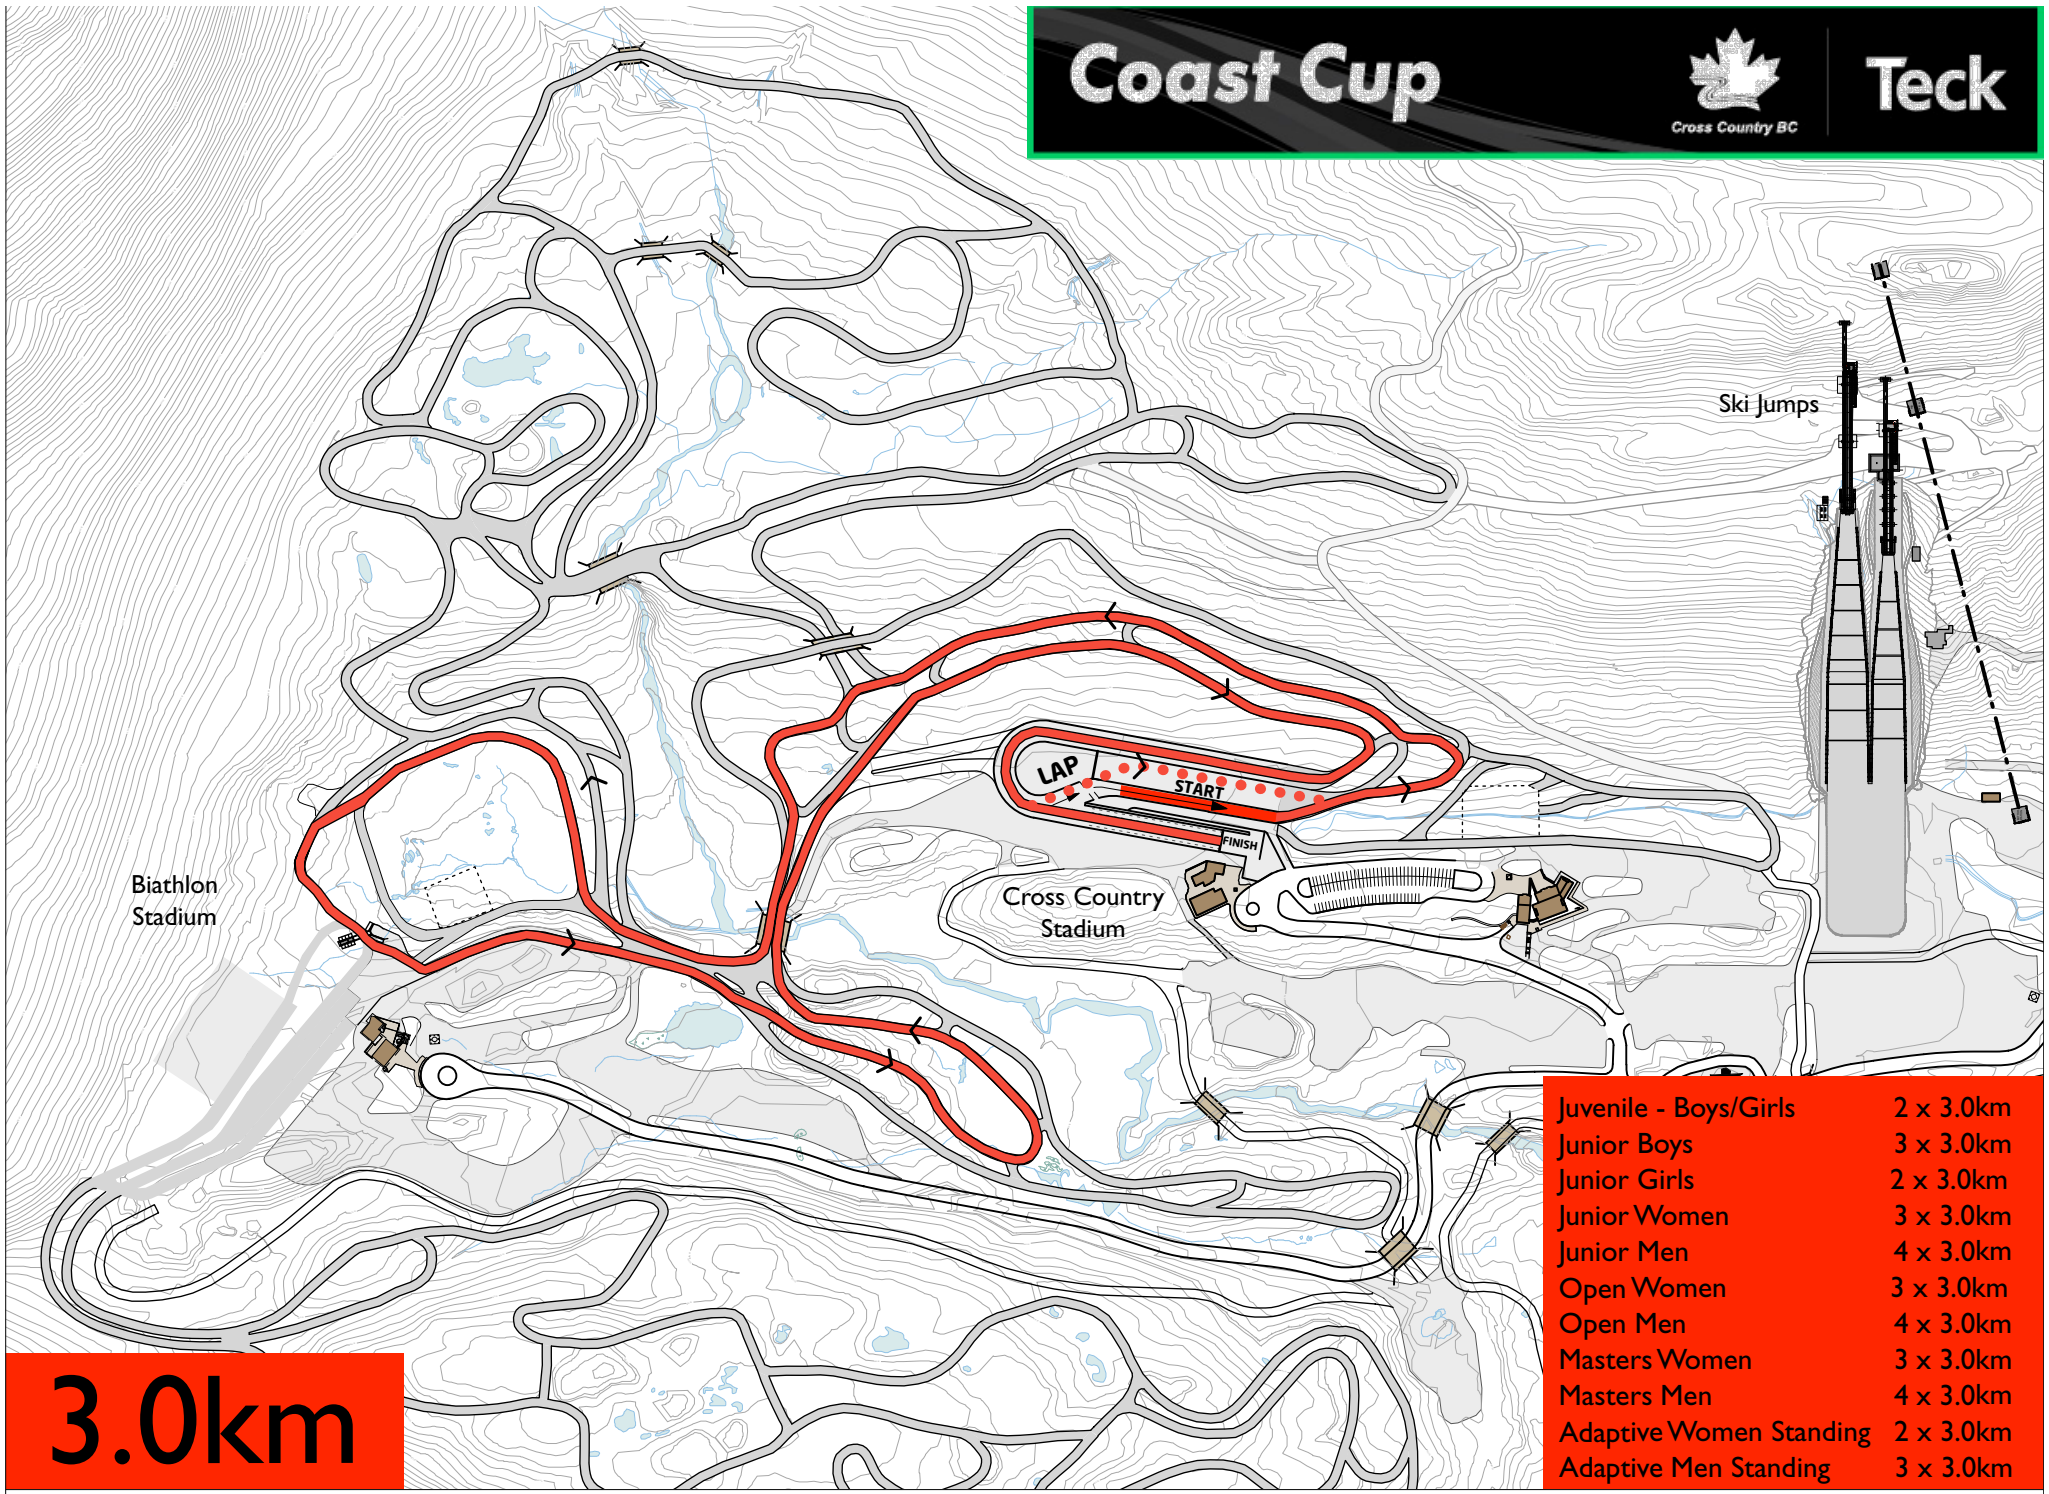 Coast Cup
Cross Country BC
Teck
Ski Jumps
LAP
START
FINISH
Biathlon
Stadium
Cross Country
Stadium
Juvenile - Boys/Girls 2 x 3.0km
Junior Boys 3 x 3.0km
Junior Girls 2 x 3.0km
Junior Women 3 x 3.0km
Junior Men 4 x 3.0km
Open Women 3 x 3.0km
Open Men 4 x 3.0km
Masters Women 3 x 3.0km
Masters Men 4 x 3.0km
Adaptive Women Standing 2 x 3.0km
Adaptive Men Standing 3 x 3.0km
3.0km